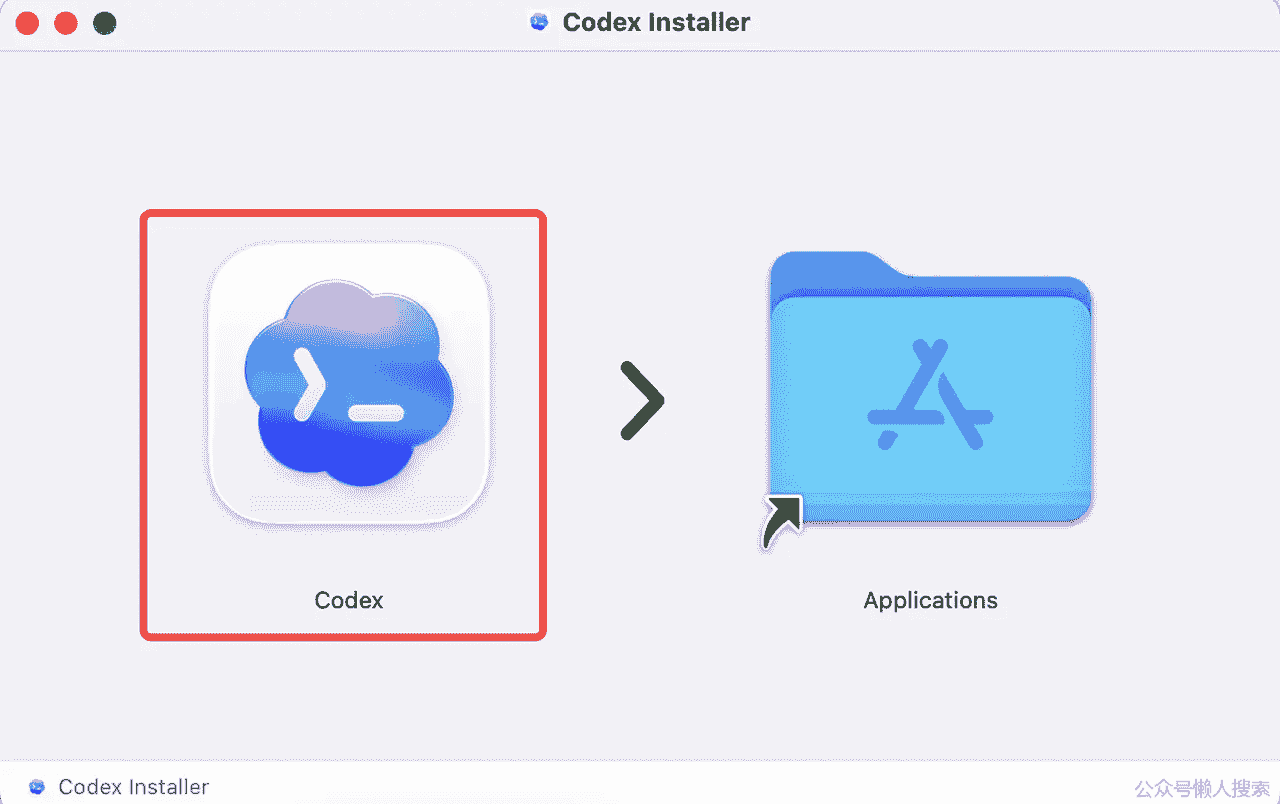 Codex Installer
Codex
Applications
Codex Installer
公众号懒人搜索